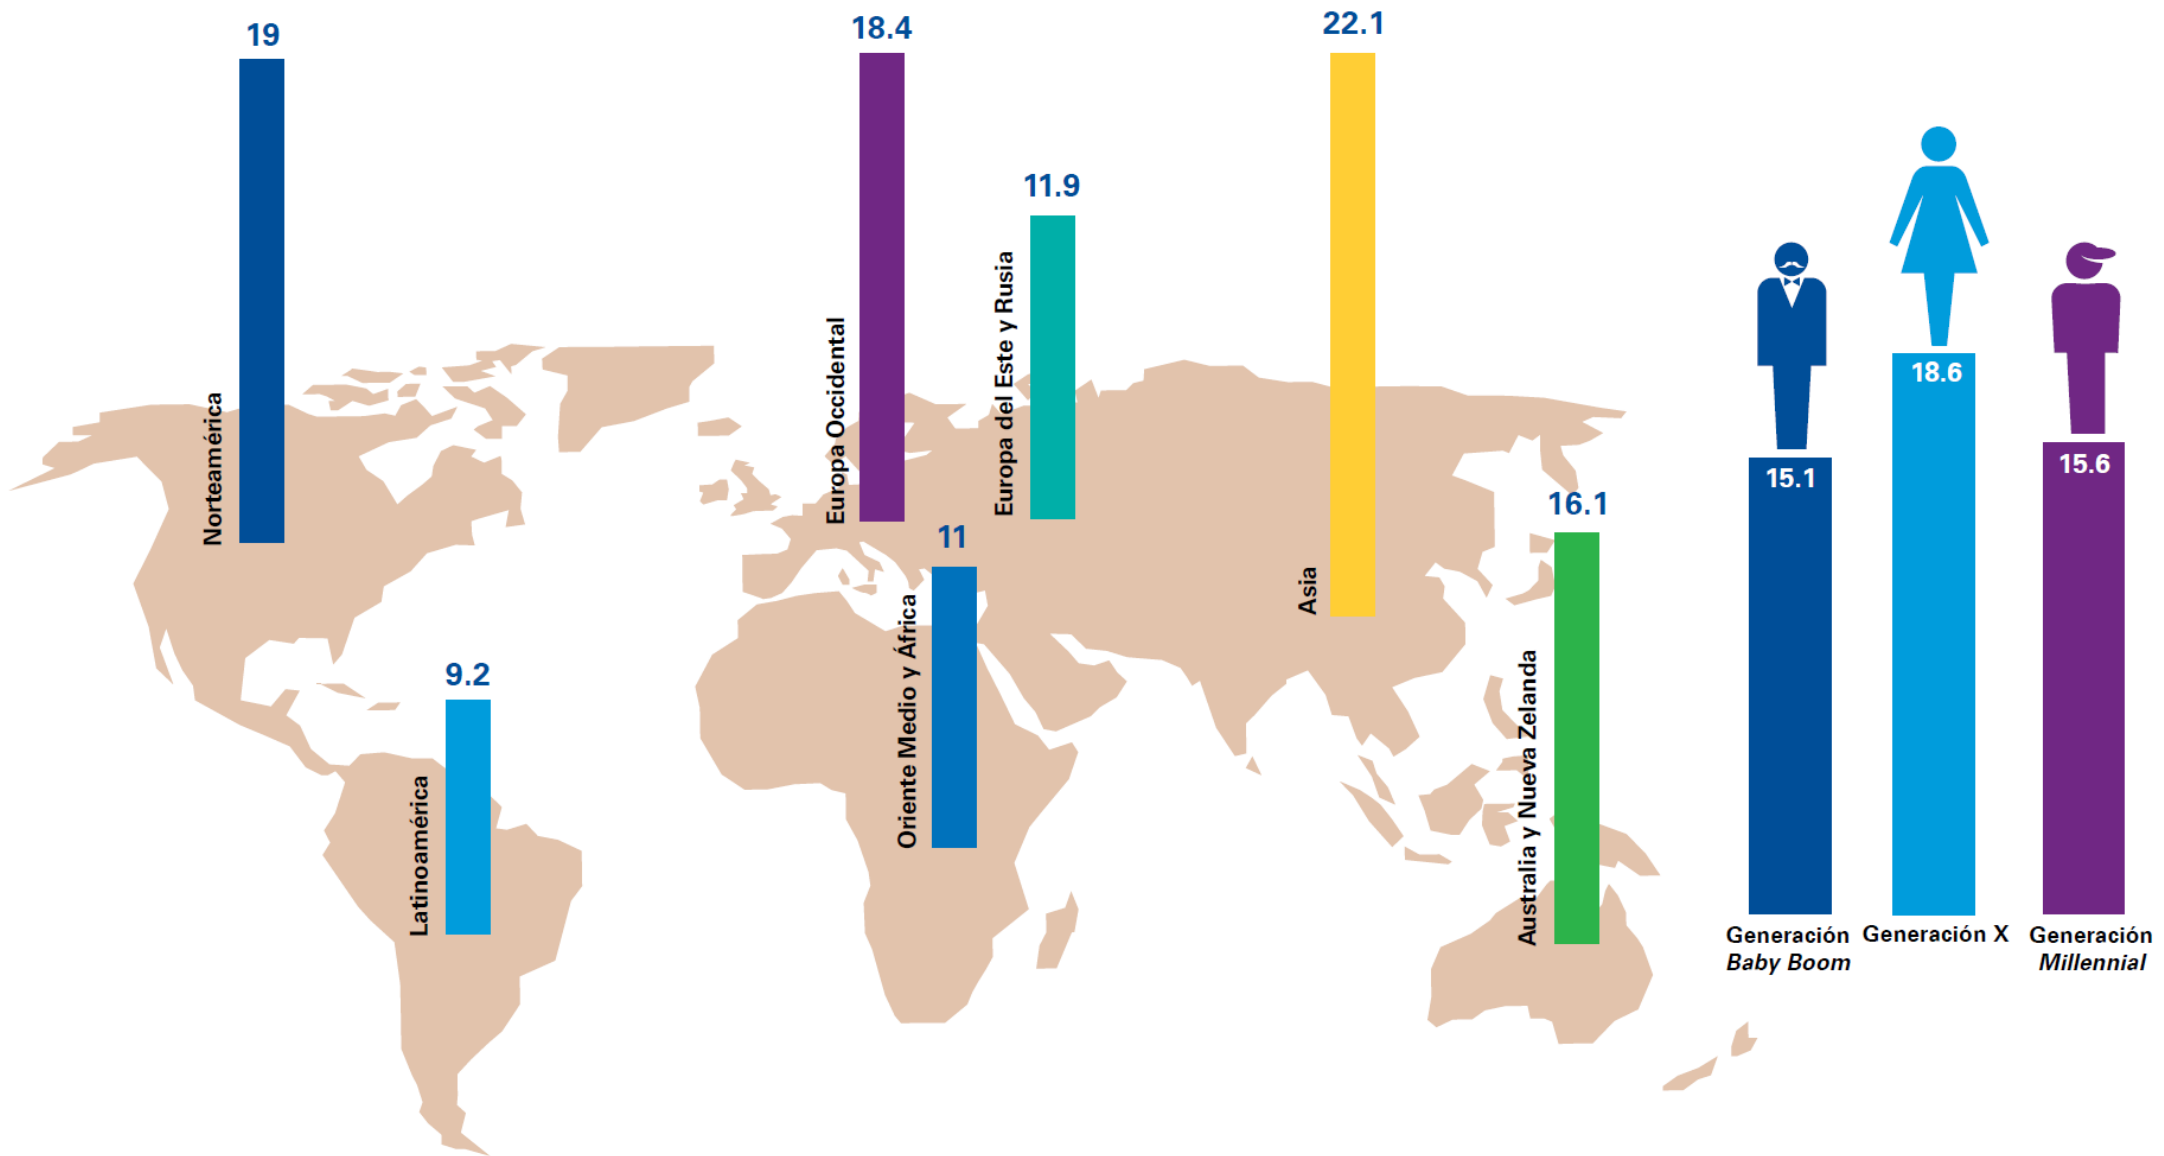 19
Norteamérica
9.2
Latinoamérica
18.4
Europa Occidental
11.9
Europa del Este y Rusia
11
Oriente Medio y África
22.1
Asia
16.1
Australia y Nueva Zelanda
15.1
Generación
Baby Boom
18.6
Generación X
15.6
Generación
Millennial